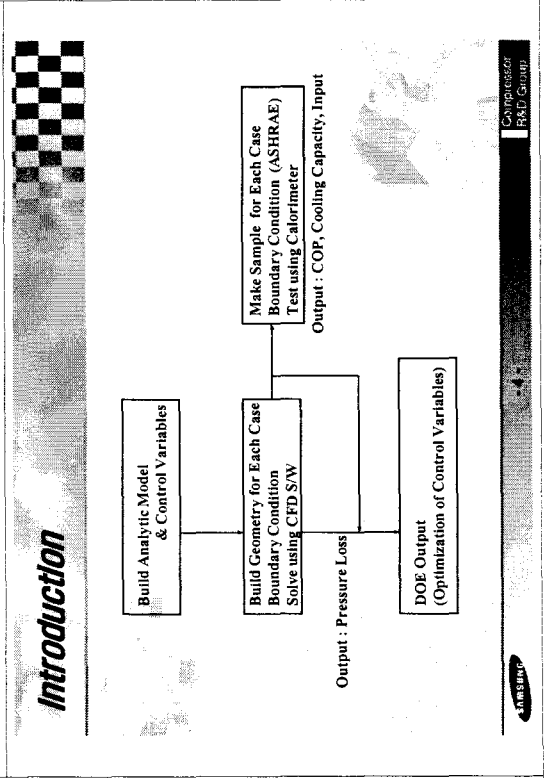 Introduction
Build Analytic Model
& Control Variables
Build Geometry for Each Case
Boundary Condition
Solve using CFD S/W
Make Sample for Each Case
Boundary Condition (ASHRAE)
Test using Calorimeter
Output : COP, Cooling Capacity, Input
Output : Pressure Loss
DOE Output
(Optimization of Control Variables)
SAMSUNG
-4-
Compressor
R&D Group